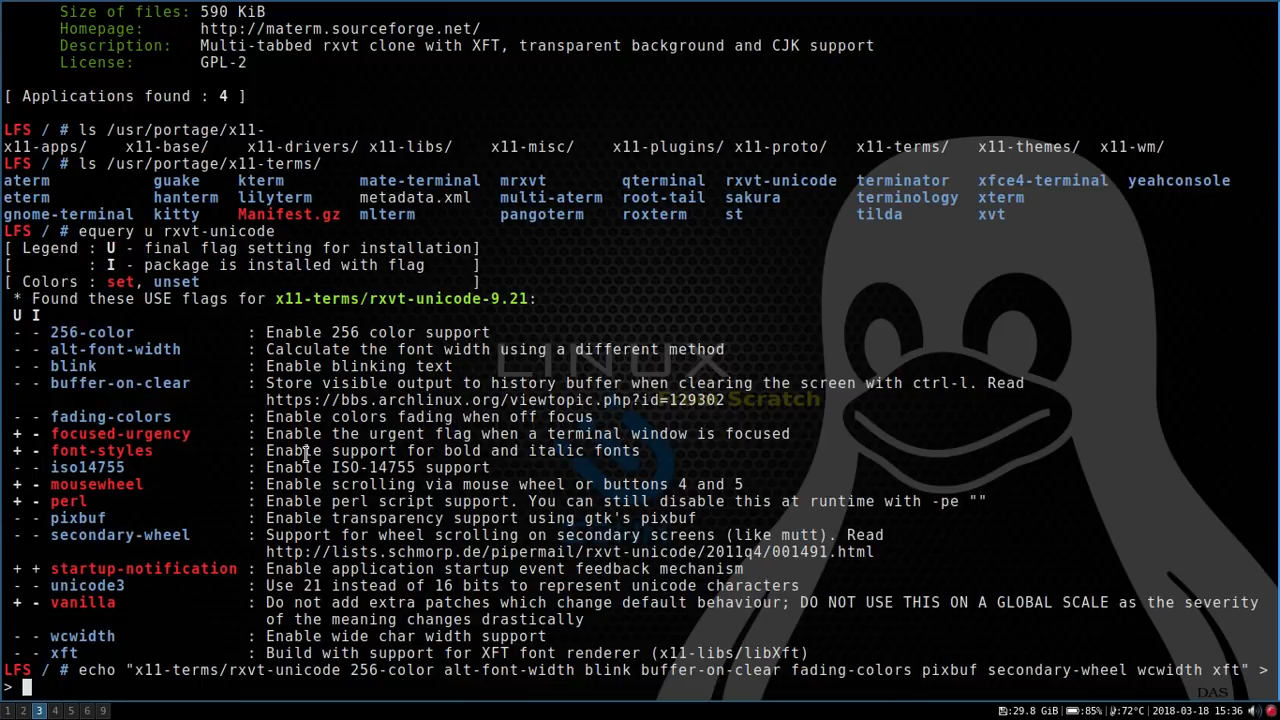 Size of files: 590 KiB
Homepage: http://materm.sourceforge.net/
Description: Multi-tabbed rxvt clone with XFT, transparent background and CJK support
License: GPL-2
[ Applications found : 4 ]
LFS / # ls /usr/portage/x11-
x11-apps/ x11-base/ x11-drivers/ x11-libs/ x11-misc/ x11-plugins/ x11-proto/ x11-terms/ x11-themes/ x11-wm/
LFS / # ls /usr/portage/x11-terms/
aterm guake kterm mate-terminal mrxvt qterminal rxvt-unicode terminator xfce4-terminal yeahconsole
eterm hanterm lilyterm metadata.xml multi-aterm root-tail sakura terminology xterm
gnome-terminal kitty Manifest.gz mlterm pangoterm roxterm st tilda xvt
LFS / # equery u rxvt-unicode
[ Legend : U - final flag setting for installation]
[ : I - package is installed with flag ]
[ Colors : set, unset ]
* Found these USE flags for x11-terms/rxvt-unicode-9.21:
U I
- - 256-color : Enable 256 color support
- - alt-font-width : Calculate the font width using a different method
- - blink : Enable blinking text
- - buffer-on-clear : Store visible output to history buffer when clearing the screen with ctrl-l. Read
https://bbs.archlinux.org/viewtopic.php?id=129302
- - fading-colors : Enable colors fading when off focus
+ - focused-urgency : Enable the urgent flag when a terminal window is focused
+ - font-styles : Enable support for bold and italic fonts
- - iso14755 : Enable ISO-14755 support
+ - mousewheel : Enable scrolling via mouse wheel or buttons 4 and 5
+ - perl : Enable perl script support. You can still disable this at runtime with -pe ""
- - pixbuf : Enable transparency support using gtk's pixbuf
- - secondary-wheel : Support for wheel scrolling on secondary screens (like mutt). Read
http://lists.schmorp.de/pipermail/rxvt-unicode/2011q4/001491.html
+ + startup-notification : Enable application startup event feedback mechanism
- - unicode3 : Use 21 instead of 16 bits to represent unicode characters
+ - vanilla : Do not add extra patches which change default behaviour; DO NOT USE THIS ON A GLOBAL SCALE as the severity
of the meaning changes drastically
- - wcwidth : Enable wide char width support
- - xft : Build with support for XFT font renderer (x11-libs/libXft)
LFS / # echo "x11-terms/rxvt-unicode 256-color alt-font-width blink buffer-on-clear fading-colors pixbuf secondary-wheel wcwidth xft" >
>
LINUX
Scratch
DAS
1 2 3 4 5 6 9 :29.8 GiB :85% 72°C 2018-03-18 15:36